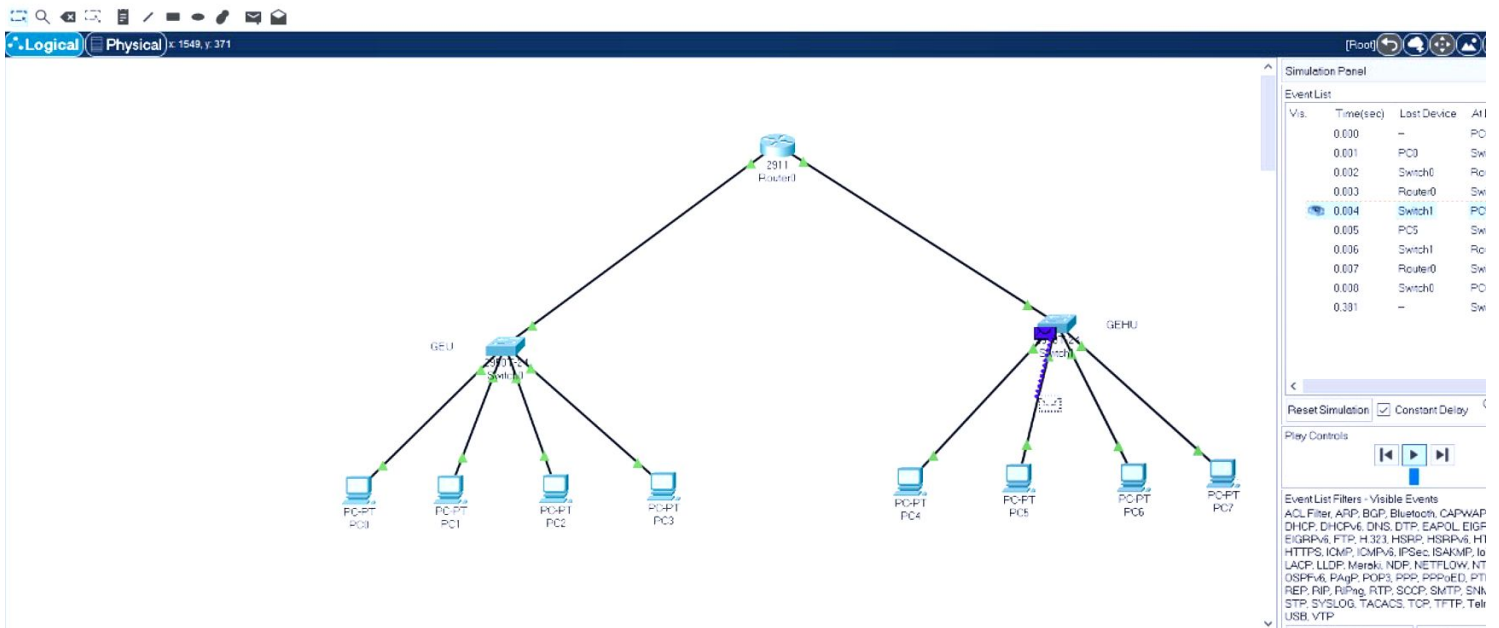 Logical Physical x: 1549, y: 371 [Root]
Simulation Panel
Event List
Vis. Time(sec) Last Device At
0.000 --
0.001 PC0
0.002 Switch0
0.003 Router0
0.004 Switch1
0.005 PC5
0.006 Switch1
0.007 Router0
0.008 Switch0
0.381 --
2911
Router0
GEU
GEHU
Switch0
PC-PT
PC0
PC-PT
PC1
PC-PT
PC2
PC-PT
PC3
PC-PT
PC4
PC-PT
PC5
PC-PT
PC6
PC-PT
PC7
Reset Simulation Constant Delay
Play Controls
Event List Filters - Visible Events
ACL Filter, ARP, BGP, Bluetooth, CAPWAP
DHCP, DHCPv6, DNS, DTP, EAPOL, EIGR
EIGRPv6, FTP, H.323, HSRP, HSRPv6, HT
HTTPS, ICMP, ICMPv6, IPSec, ISAKMP, Io
LACP, LLDP, Meraki, NDP, NETFLOW, NT
OSPFv6, PAgP, POP3, PPP, PPPoED, PT
REP, RIP, RIPng, RTP, SCCP, SMTP, SNM
STP, SYSLOG, TACACS, TCP, TFTP, Tel
USB, VTP